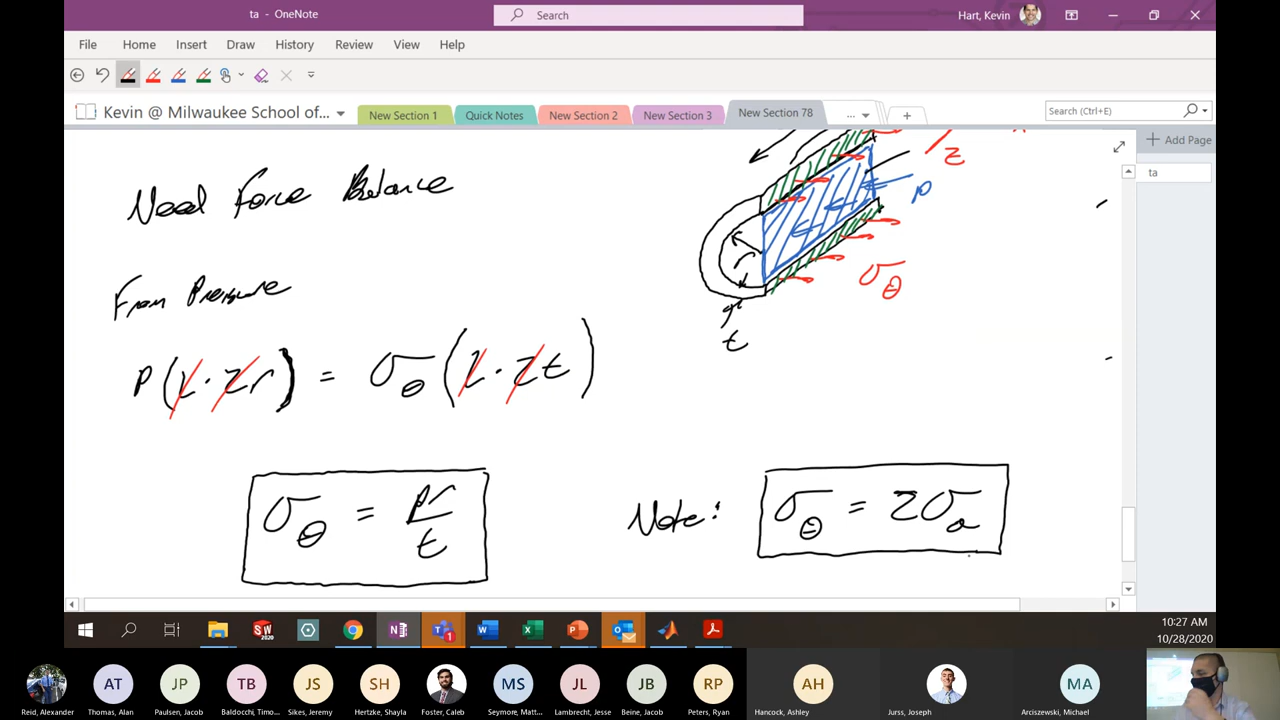 ta - OneNote
Search
Hart, Kevin
File Home Insert Draw History Review View Help
Kevin @ Milwaukee School of...
New Section 1
Quick Notes
New Section 2
New Section 3
New Section 78
...
Search (Ctrl+E)
Add Page
ta
Need Force Balance
p
σθ
r
t
From Pressure
P(L·2r) = σθ(L·2t)
σθ = pr/t
Note: σθ = 2σa
10:27 AM
10/28/2020
SW
2020
AT
JP
TB
JS
SH
MS
JL
JB
RP
AH
MA
Reid, Alexander
Thomas, Alan
Paulsen, Jacob
Baldocchi, Timo...
Sikes, Jeremy
Hertzke, Shayla
Foster, Caleb
Seymore, Matt...
Lambrecht, Jesse
Beine, Jacob
Peters, Ryan
Hancock, Ashley
Jurss, Joseph
Arciszewski, Michael